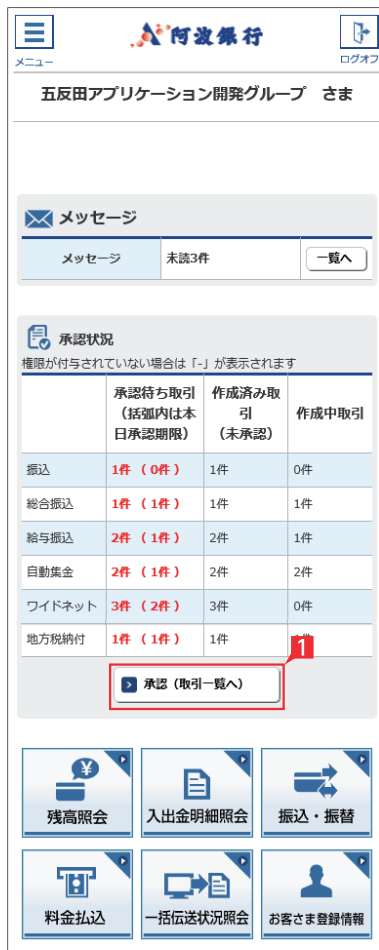 阿波銀行
メニュー
ログオフ
五反田アプリケーション開発グループ　さま
メッセージ
メッセージ 未読3件 一覧へ
承認状況
権限が付与されていない場合は「-」が表示されます
承認待ち取引
（括弧内は本
日承認期限）
作成済み取
引
（未承認）
作成中取引
振込 1件 （ 0件 ） 1件 0件
総合振込 1件 （ 1件 ） 1件 1件
給与振込 2件 （ 1件 ） 2件 1件
自動集金 2件 （ 1件 ） 2件 2件
ワイドネット 3件 （ 2件 ） 3件 0件
地方税納付 1件 （ 1件 ） 1件
1
承認（取引一覧へ）
残高照会 入出金明細照会 振込・振替
料金払込 一括伝送状況照会 お客さま登録情報